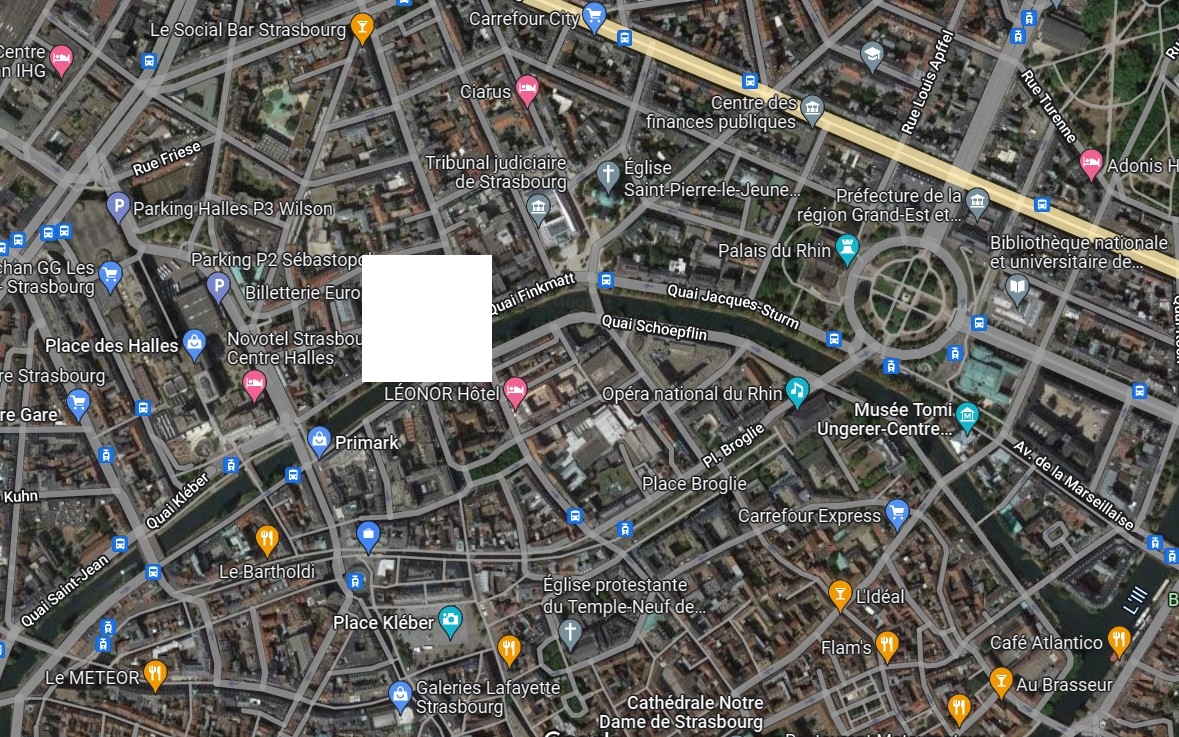 Carrefour City
Le Social Bar Strasbourg
Centre
n IHG
Ciarus
Rue Louis Apffel
Rue Turenne
Centre des
finances publiques
Rue Friese
Tribunal judiciaire
de Strasbourg
Église
Saint-Pierre-le-Jeune...
Adonis H
Parking Halles P3 Wilson
Préfecture de la
région Grand-Est et...
Palais du Rhin
Bibliothèque nationale
et universitaire de...
Parking P2 Sébastopol
chan GG Les
- Strasbourg
Billetterie Euro
Quai Finkmatt
Quai Jacques-Sturm
Quai Schoepflin
Place des Halles
Novotel Strasbou
Centre Halles
re Strasbourg
LÉONOR Hôtel
Opéra national du Rhin
re Gare
Musée Tomi
Ungerer-Centre...
Primark
Pl. Broglie
Av. de la Marseillaise
Place Broglie
Kuhn
Quai Kléber
Carrefour Express
Le Bartholdi
Quai Saint-Jean
Église protestante
du Temple-Neuf de...
L'Idéal
L'Ill
B
Place Kléber
Flam's
Café Atlantico
Le METEOR
Galeries Lafayette
Strasbourg
Au Brasseur
Cathédrale Notre
Dame de Strasbourg